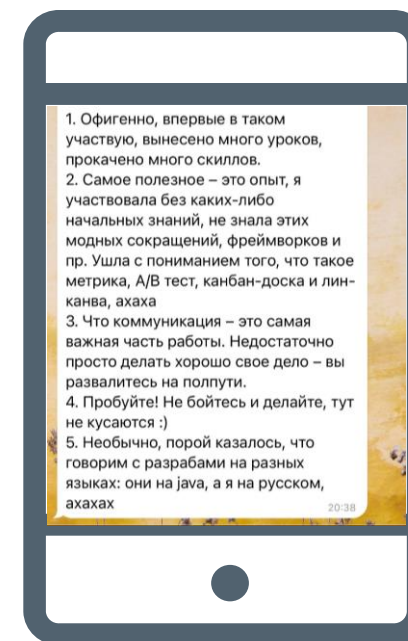 1. Офигенно, впервые в таком
участвую, вынесено много уроков,
прокачено много скиллов.
2. Самое полезное – это опыт, я
участвовала без каких-либо
начальных знаний, не знала этих
модных сокращений, фреймворков и
пр. Ушла с пониманием того, что такое
метрика, А/В тест, канбан-доска и лин-
канва, ахаха
3. Что коммуникация – это самая
важная часть работы. Недостаточно
просто делать хорошо свое дело – вы
развалитесь на полпути.
4. Пробуйте! Не бойтесь и делайте, тут
не кусаются :)
5. Необычно, порой казалось, что
говорим с разрабами на разных
языках: они на java, а я на русском,
ахахах
20:38